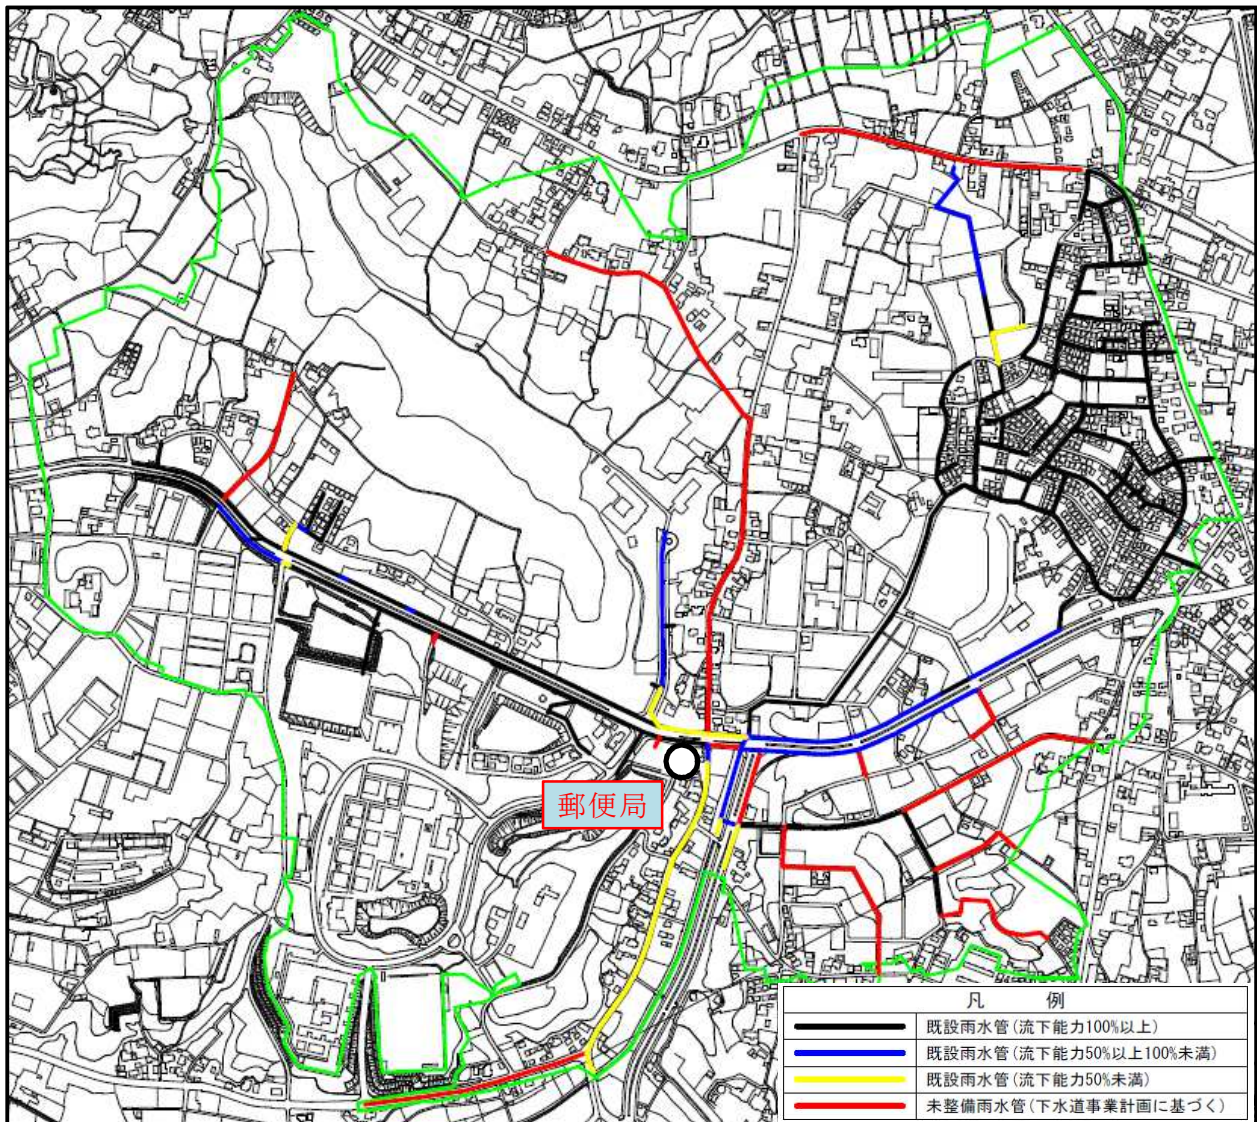 郵便局
凡 例
既設雨水管(流下能力100%以上)
既設雨水管(流下能力50%以上100%未満)
既設雨水管(流下能力50%未満)
未整備雨水管(下水道事業計画に基づく)